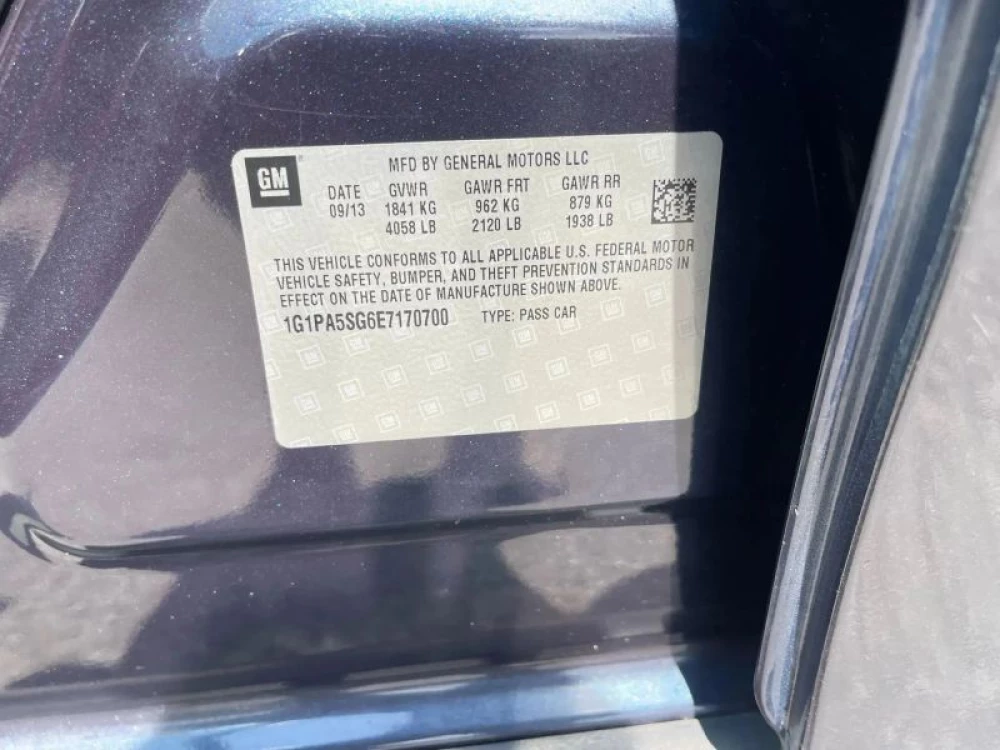 GM
MFD BY GENERAL MOTORS LLC
DATE GVWR GAWR FRT GAWR RR
09/13 1841 KG 962 KG 879 KG
4058 LB 2120 LB 1938 LB
THIS VEHICLE CONFORMS TO ALL APPLICABLE U.S. FEDERAL MOTOR
VEHICLE SAFETY, BUMPER, AND THEFT PREVENTION STANDARDS IN
EFFECT ON THE DATE OF MANUFACTURE SHOWN ABOVE.
1G1PA5SG6E7170700 TYPE: PASS CAR